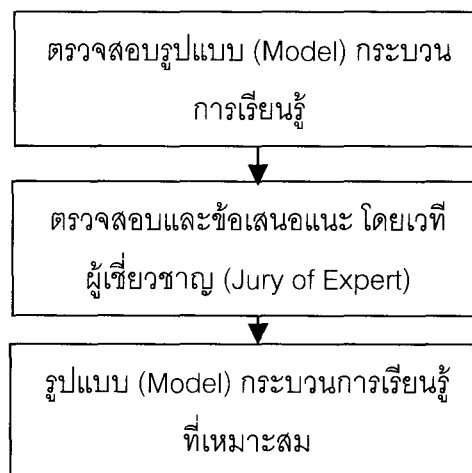 ตรวจสอบรูปแบบ (Model) กระบวน
การเรียนรู้
ตรวจสอบและข้อเสนอแนะ โดยเวที
ผู้เชี่ยวชาญ (Jury of Expert)
รูปแบบ (Model) กระบวนการเรียนรู้
ที่เหมาะสม